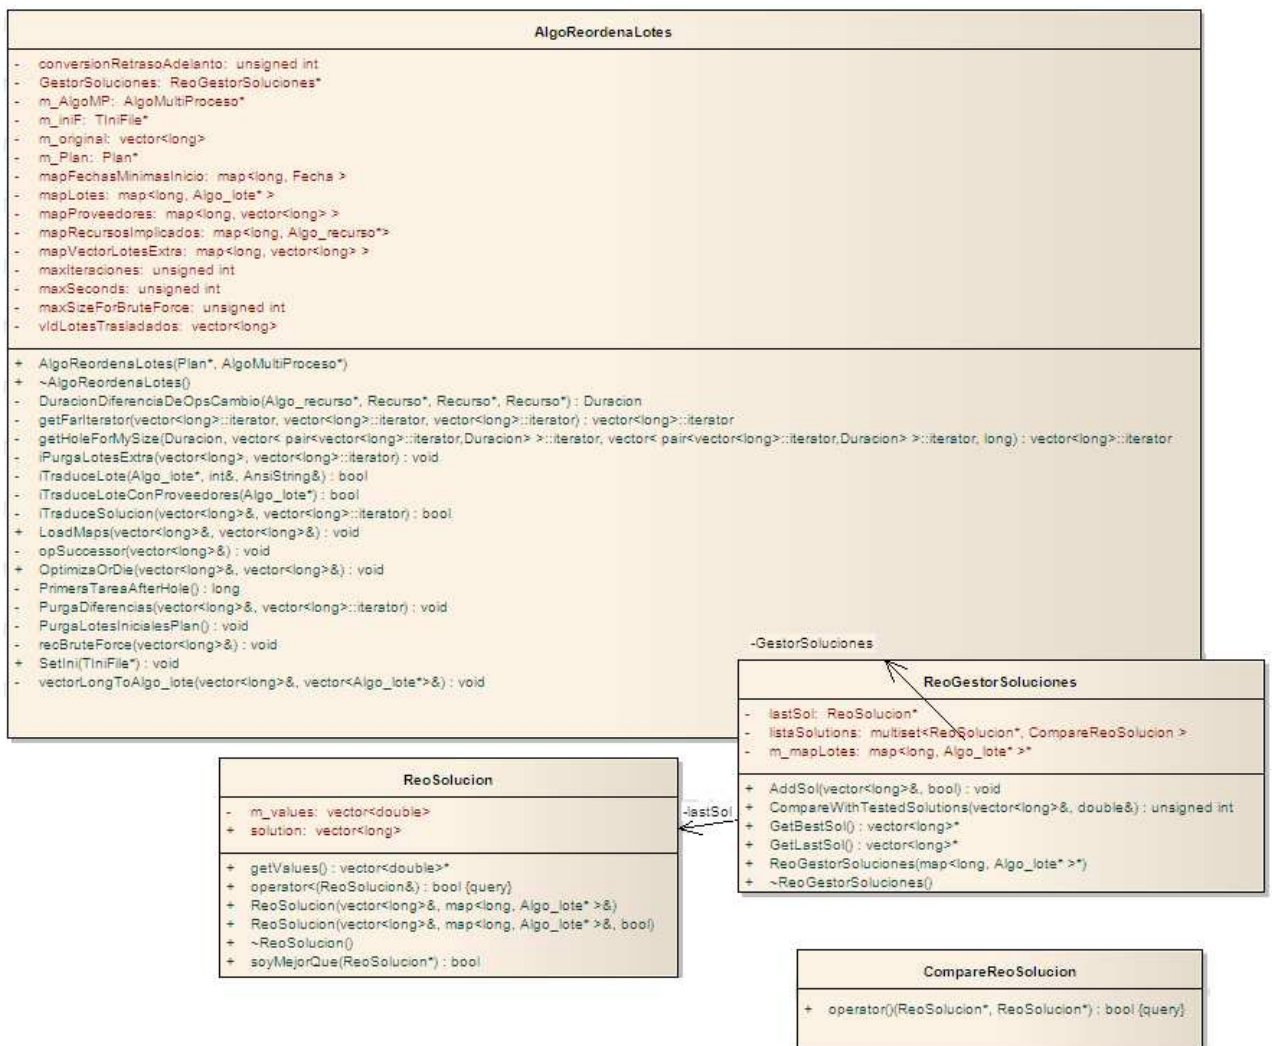 AlgoReordenaLotes
- conversionRetrasoAdelanto: unsigned int
- GestorSoluciones: ReoGestorSoluciones*
- m_AlgoMP: AlgoMultiProceso*
- m_iniF: TIniFile*
- m_original: vector<long>
- m_Plan: Plan*
- mapFechasMinimasInicio: map<long, Fecha >
- mapLotes: map<long, Algo_lote* >
- mapProveedores: map<long, vector<long> >
- mapRecursosImplicados: map<long, Algo_recurso*>
- mapVectorLotesExtra: map<long, vector<long> >
- maxIteraciones: unsigned int
- maxSeconds: unsigned int
- maxSizeForBruteForce: unsigned int
- vIdLotesTrasladados: vector<long>
+ AlgoReordenaLotes(Plan*, AlgoMultiProceso*)
+ ~AlgoReordenaLotes()
- DuracionDiferenciaDeOpsCambio(Algo_recurso*, Recurso*, Recurso*, Recurso*) : Duracion
- getFarIterator(vector<long>::iterator, vector<long>::iterator, vector<long>::iterator) : vector<long>::iterator
- getHoleForMySize(Duracion, vector< pair<vector<long>::iterator,Duracion> >::iterator, vector< pair<vector<long>::iterator,Duracion> >::iterator, long) : vector<long>::iterator
- iPurgaLotesExtra(vector<long>, vector<long>::iterator) : void
- iTraduceLote(Algo_lote*, int&, AnsiString&) : bool
- iTraduceLoteConProveedores(Algo_lote*) : bool
- iTraduceSolucion(vector<long>&, vector<long>::iterator) : bool
+ LoadMaps(vector<long>&, vector<long>&) : void
- opSuccessor(vector<long>&) : void
+ OptimizaOrDie(vector<long>&, vector<long>&) : void
- PrimeraTareaAfterHole() : long
- PurgaDiferencias(vector<long>&, vector<long>::iterator) : void
- PurgaLotesInicialesPlan() : void
- recBruteForce(vector<long>&) : void
+ SetIni(TIniFile*) : void
- vectorLongToAlgo_lote(vector<long>&, vector<Algo_lote*>&) : void
-GestorSoluciones
ReoGestorSoluciones
- lastSol: ReoSolucion*
- listaSolutions: multiset<ReoSolucion*, CompareReoSolucion >
- m_mapLotes: map<long, Algo_lote* >*
+ AddSol(vector<long>&, bool) : void
+ CompareWithTestedSolutions(vector<long>&, double&) : unsigned int
+ GetBestSol() : vector<long>*
+ GetLastSol() : vector<long>*
+ ReoGestorSoluciones(map<long, Algo_lote* >*)
+ ~ReoGestorSoluciones()
-lastSol
ReoSolucion
- m_values: vector<double>
+ solution: vector<long>
+ getValues() : vector<double>*
+ operator<(ReoSolucion&) : bool {query}
+ ReoSolucion(vector<long>&, map<long, Algo_lote* >&)
+ ReoSolucion(vector<long>&, map<long, Algo_lote* >&, bool)
+ ~ReoSolucion()
+ soyMejorQue(ReoSolucion*) : bool
CompareReoSolucion
+ operator()(ReoSolucion*, ReoSolucion*) : bool {query}